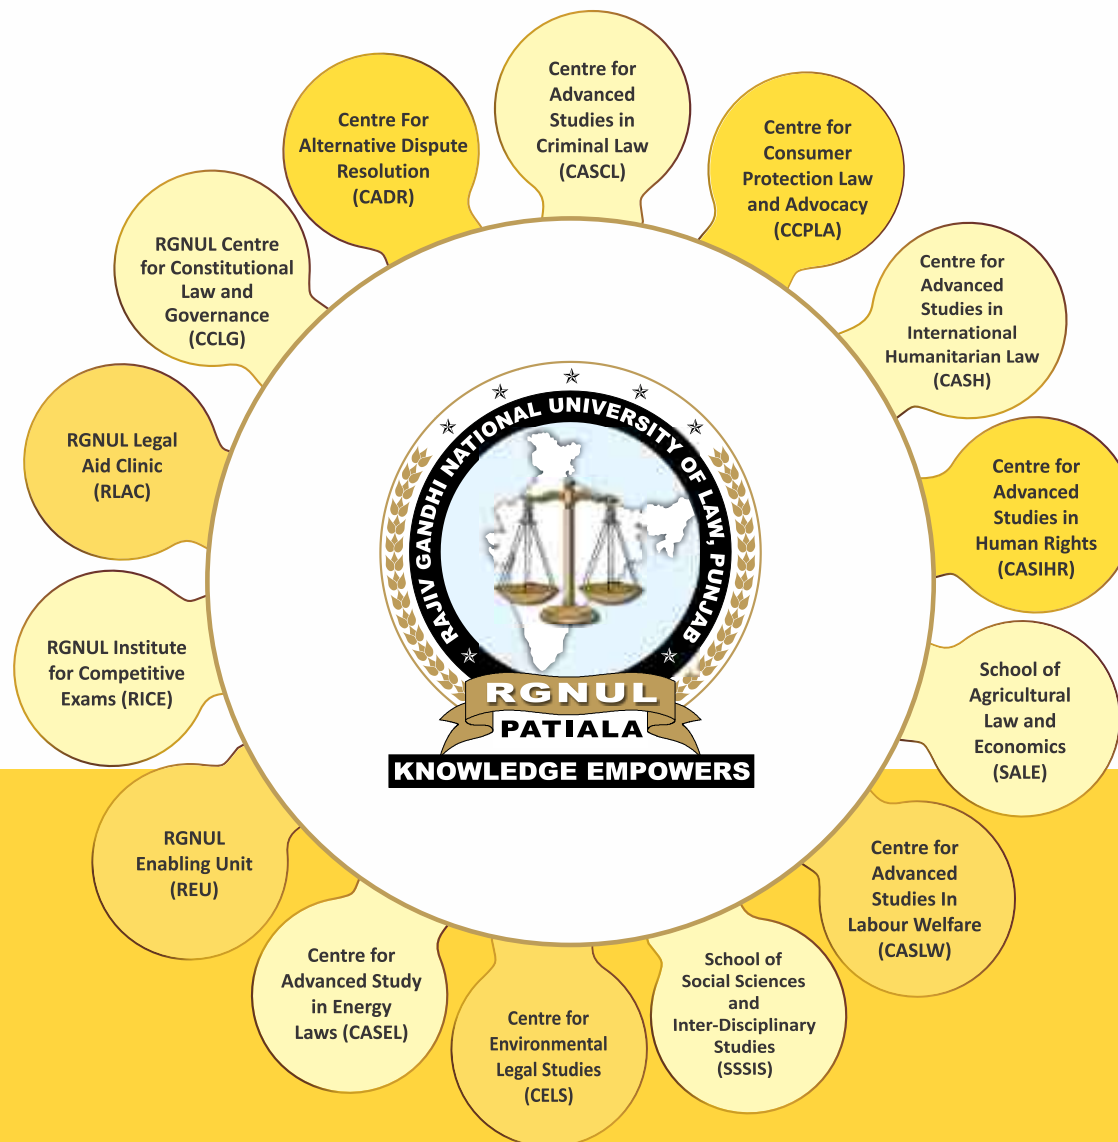 Centre for
Advanced
Studies in
Criminal Law
(CASCL)
Centre for
Consumer
Protection Law
and Advocacy
(CCPLA)
Centre for
Advanced
Studies in
International
Humanitarian Law
(CASH)
Centre for
Advanced
Studies in
Human Rights
(CASIHR)
School of
Agricultural
Law and
Economics
(SALE)
Centre for
Advanced
Studies In
Labour Welfare
(CASLW)
School of
Social Sciences
and
Inter-Disciplinary
Studies
(SSSIS)
Centre for
Environmental
Legal Studies
(CELS)
Centre for
Advanced Study
in Energy
Laws (CASEL)
RGNUL
Enabling Unit
(REU)
RGNUL Institute
for Competitive
Exams (RICE)
RGNUL Legal
Aid Clinic
(RLAC)
RGNUL Centre
for Constitutional
Law and
Governance
(CCLG)
Centre For
Alternative Dispute
Resolution
(CADR)
RAJIV GANDHI NATIONAL UNIVERSITY OF LAW, PUNJAB
RGNUL
PATIALA
KNOWLEDGE EMPOWERS